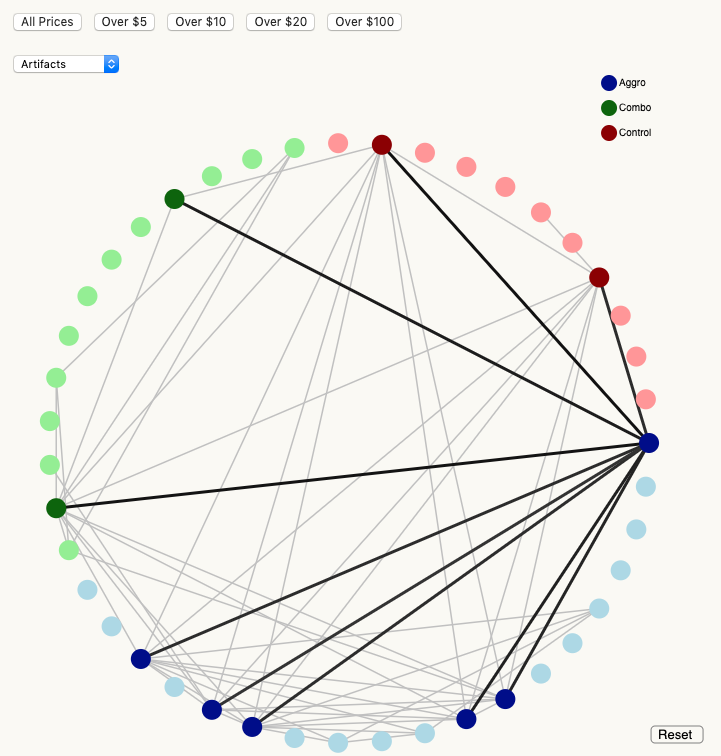 All Prices Over $5 Over $10 Over $20 Over $100
Artifacts
Aggro
Combo
Control
Reset